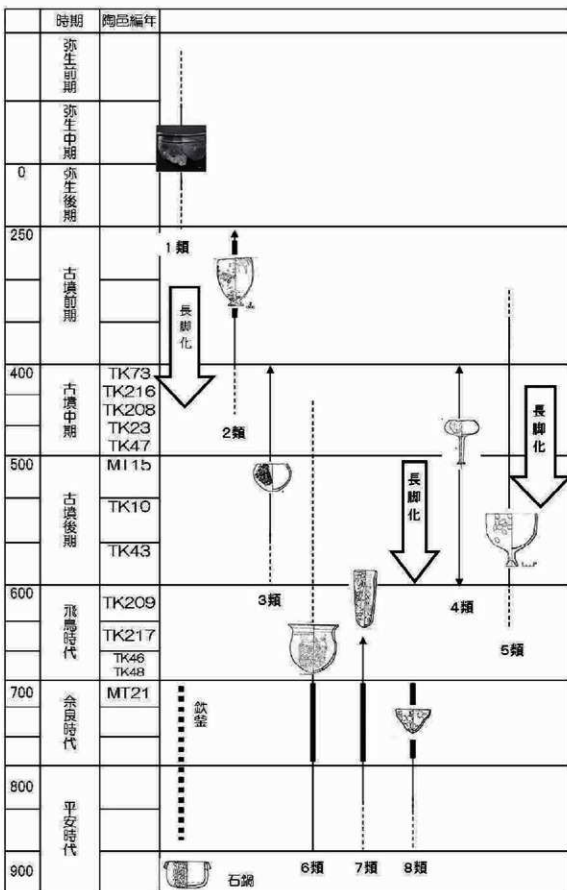 時期 陶邑編年
弥生前期
弥生中期
0 弥生後期
1類
250 古墳前期
長脚化
2類
400 古墳中期
TK73
TK216
TK208
TK23
TK47
長脚化
500 古墳後期
MT15
TK10
TK43
長脚化
3類
4類
5類
600 飛鳥時代
TK209
TK217
TK46
TK48
700 奈良時代
MT21
鉄釜
800 平安時代
6類 7類 8類
900
石鍋